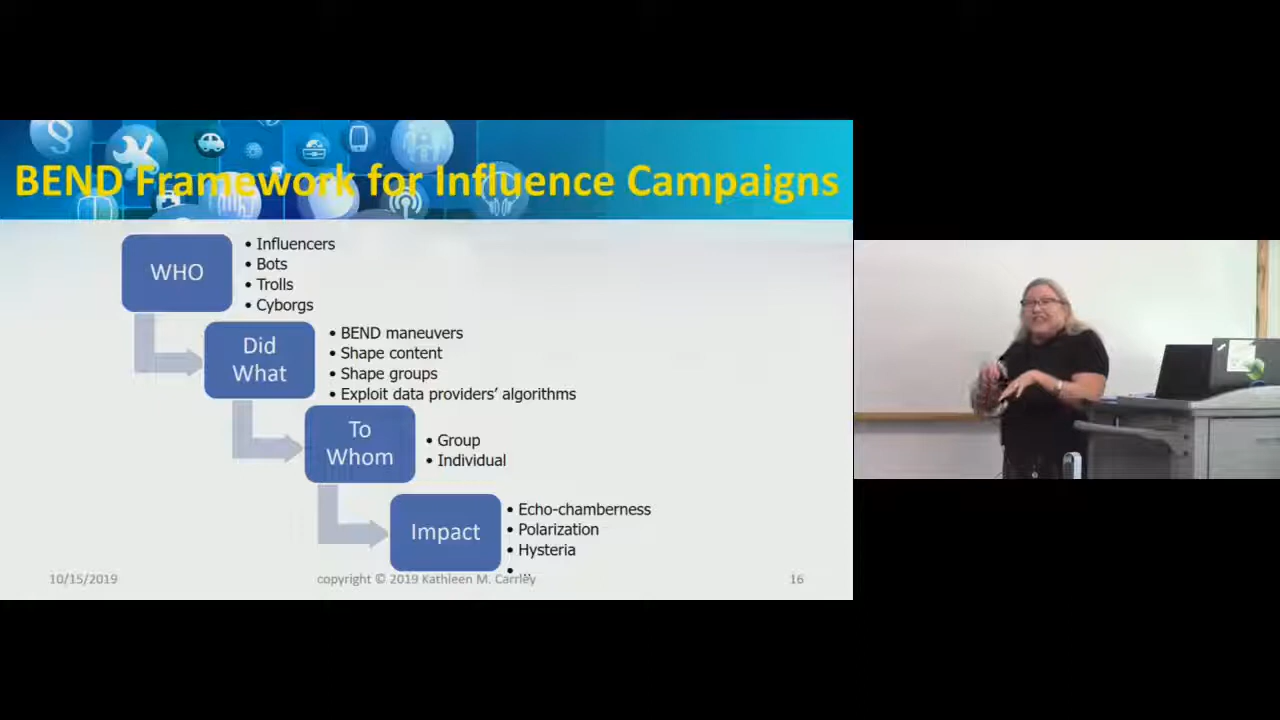 BEND Framework for Influence Campaigns
WHO
• Influencers
• Bots
• Trolls
• Cyborgs
Did
What
• BEND maneuvers
• Shape content
• Shape groups
• Exploit data providers’ algorithms
To
Whom
• Group
• Individual
Impact
• Echo-chamberness
• Polarization
• Hysteria
• ...
10/15/2019
copyright © 2019 Kathleen M. Carrley
16